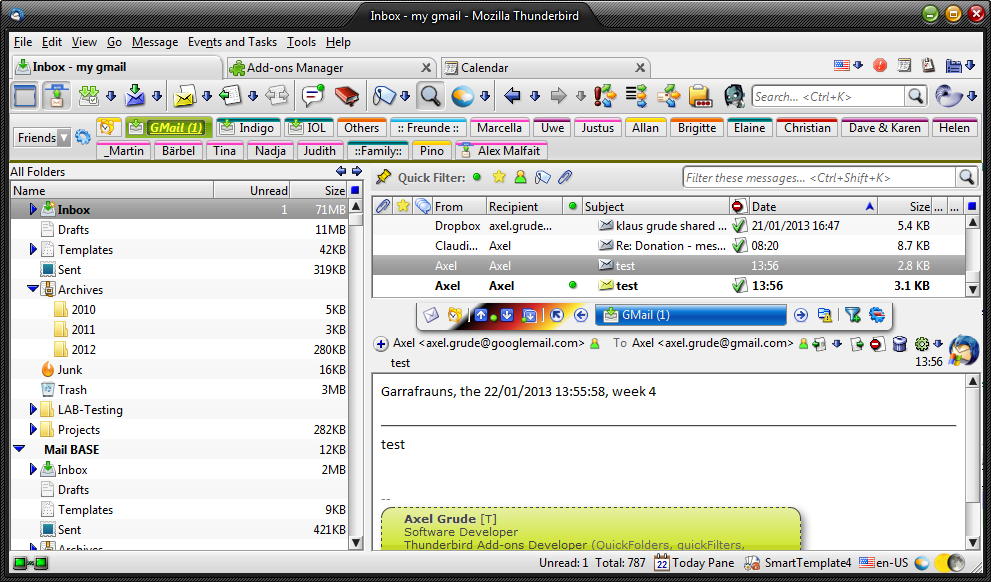 Inbox - my gmail - Mozilla Thunderbird
File Edit View Go Message Events and Tasks Tools Help
Inbox - my gmail Add-ons Manager Calendar
Search... <Ctrl+K>
Friends GMail (1) Indigo IOL Others :: Freunde :: Marcella Uwe Justus Allan Brigitte Elaine Christian Dave & Karen Helen
_Martin Bärbel Tina Nadja Judith ::Family:: Pino Alex Malfait
All Folders
Name Unread Size
Inbox 1 71MB
Drafts 11MB
Templates 42KB
Sent 319KB
Archives
2010 5KB
2011 3KB
2012 280KB
Junk 16KB
Trash 3MB
LAB-Testing
Projects 282KB
Mail BASE 12KB
Inbox 2MB
Drafts
Templates 9KB
Sent 421KB
Archives
Quick Filter: Filter these messages... <Ctrl+Shift+K>
From Recipient Subject Date Size ... ...
Dropbox axel.grude... klaus grude shared ... 21/01/2013 16:47 5.4 KB
Claudi... Axel Re: Donation - mes... 08:20 8.7 KB
Axel Axel test 13:56 2.8 KB
Axel Axel test 13:56 3.1 KB
GMail (1)
Axel <axel.grude@googlemail.com> To Axel <axel.grude@gmail.com>
test 13:56
Garrafrauns, the 22/01/2013 13:55:58, week 4
test
--
Axel Grude [T]
Software Developer
Thunderbird Add-ons Developer (QuickFolders, quickFilters,
Unread: 1 Total: 787 22 Today Pane SmartTemplate4 en-US